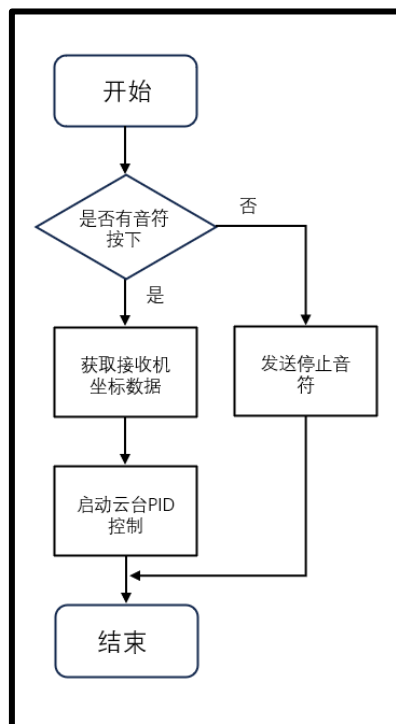 开始
是否有音符
按下
否
是
获取接收机
坐标数据
发送停止音
符
启动云台PID
控制
结束